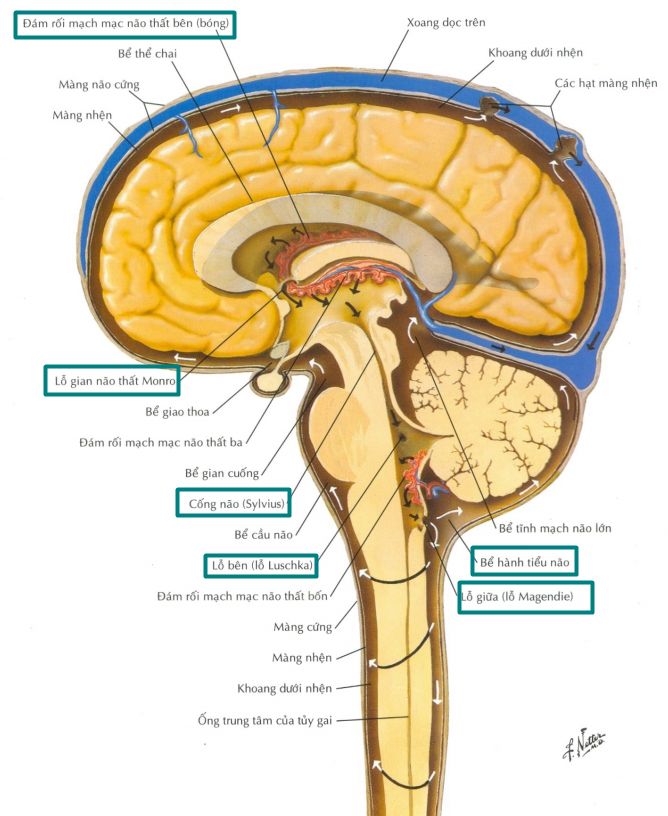 Đám rối mạch mạc não thất bên (bóng)
Xoang dọc trên
Bể thể chai
Khoang dưới nhện
Màng não cứng
Các hạt màng nhện
Màng nhện
Lỗ gian não thất Monro
Bể giao thoa
Đám rối mạch mạc não thất ba
Bể gian cuống
Cống não (Sylvius)
Bể cầu não
Bể tĩnh mạch não lớn
Lỗ bên (lỗ Luschka)
Bể hành tiểu não
Đám rối mạch mạc não thất bốn
Lỗ giữa (lỗ Magendie)
Màng cứng
Màng nhện
Khoang dưới nhện
Ống trung tâm của tủy gai
F. Netter
M.D.